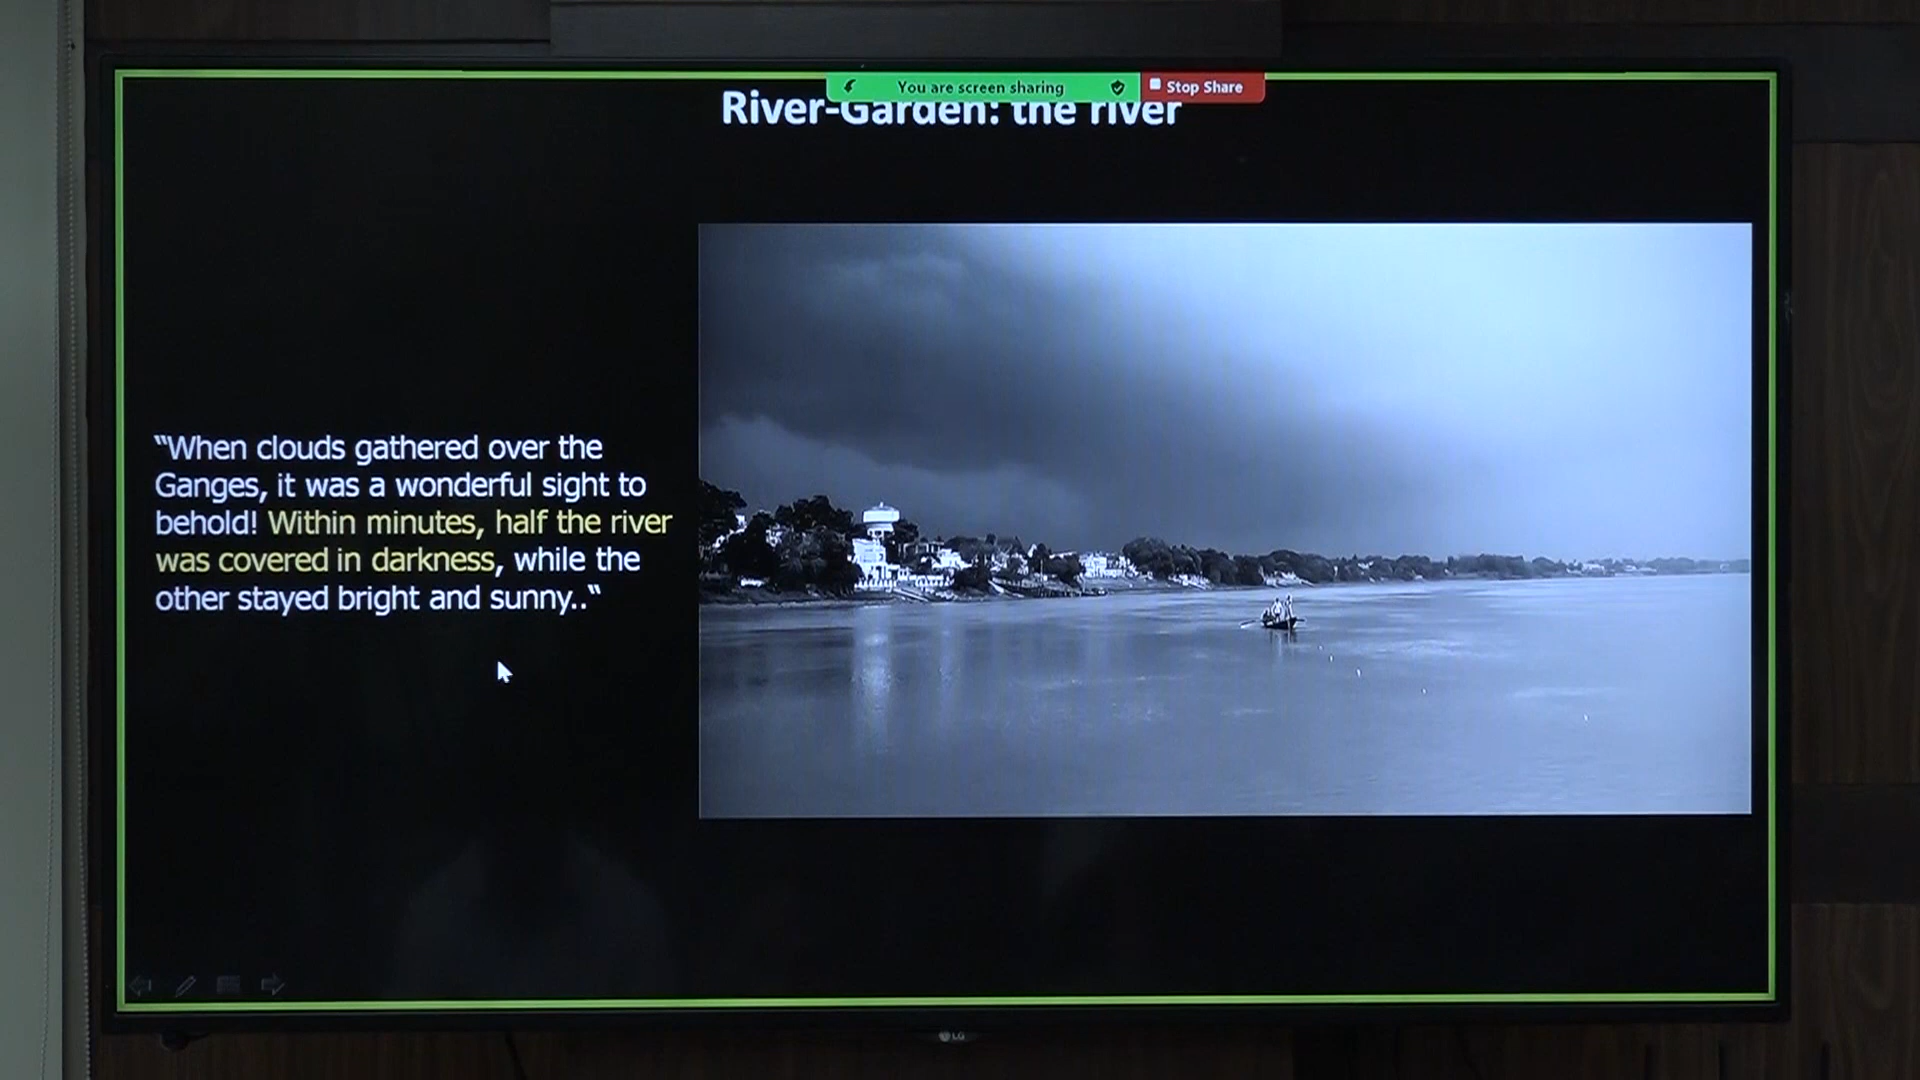 You are screen sharing
Stop Share
River-Garden: the river
“When clouds gathered over the
Ganges, it was a wonderful sight to
behold! Within minutes, half the river
was covered in darkness, while the
other stayed bright and sunny..“
LG